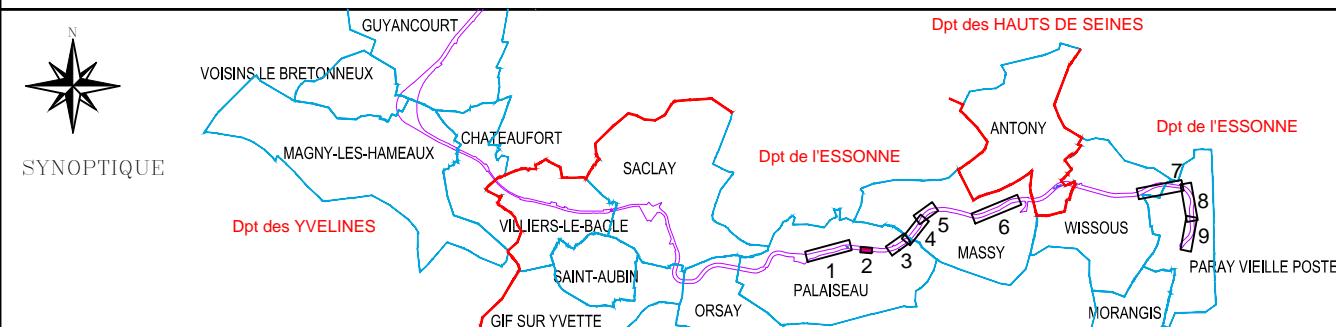 N
SYNOPTIQUE
GUYANCOURT
VOISINS LE BRETONNEUX
MAGNY-LES-HAMEAUX
CHATEAUFORT
Dpt des YVELINES
VILLIERS-LE-BACLE
SAINT-AUBIN
GIF SUR YVETTE
SACLAY
ORSAY
Dpt de l'ESSONNE
PALAISEAU
1
2
3
4
5
6
MASSY
Dpt des HAUTS DE SEINES
ANTONY
WISSOUS
Dpt de l'ESSONNE
7
8
9
PARAY VIEILLE POSTE
MORANGIS